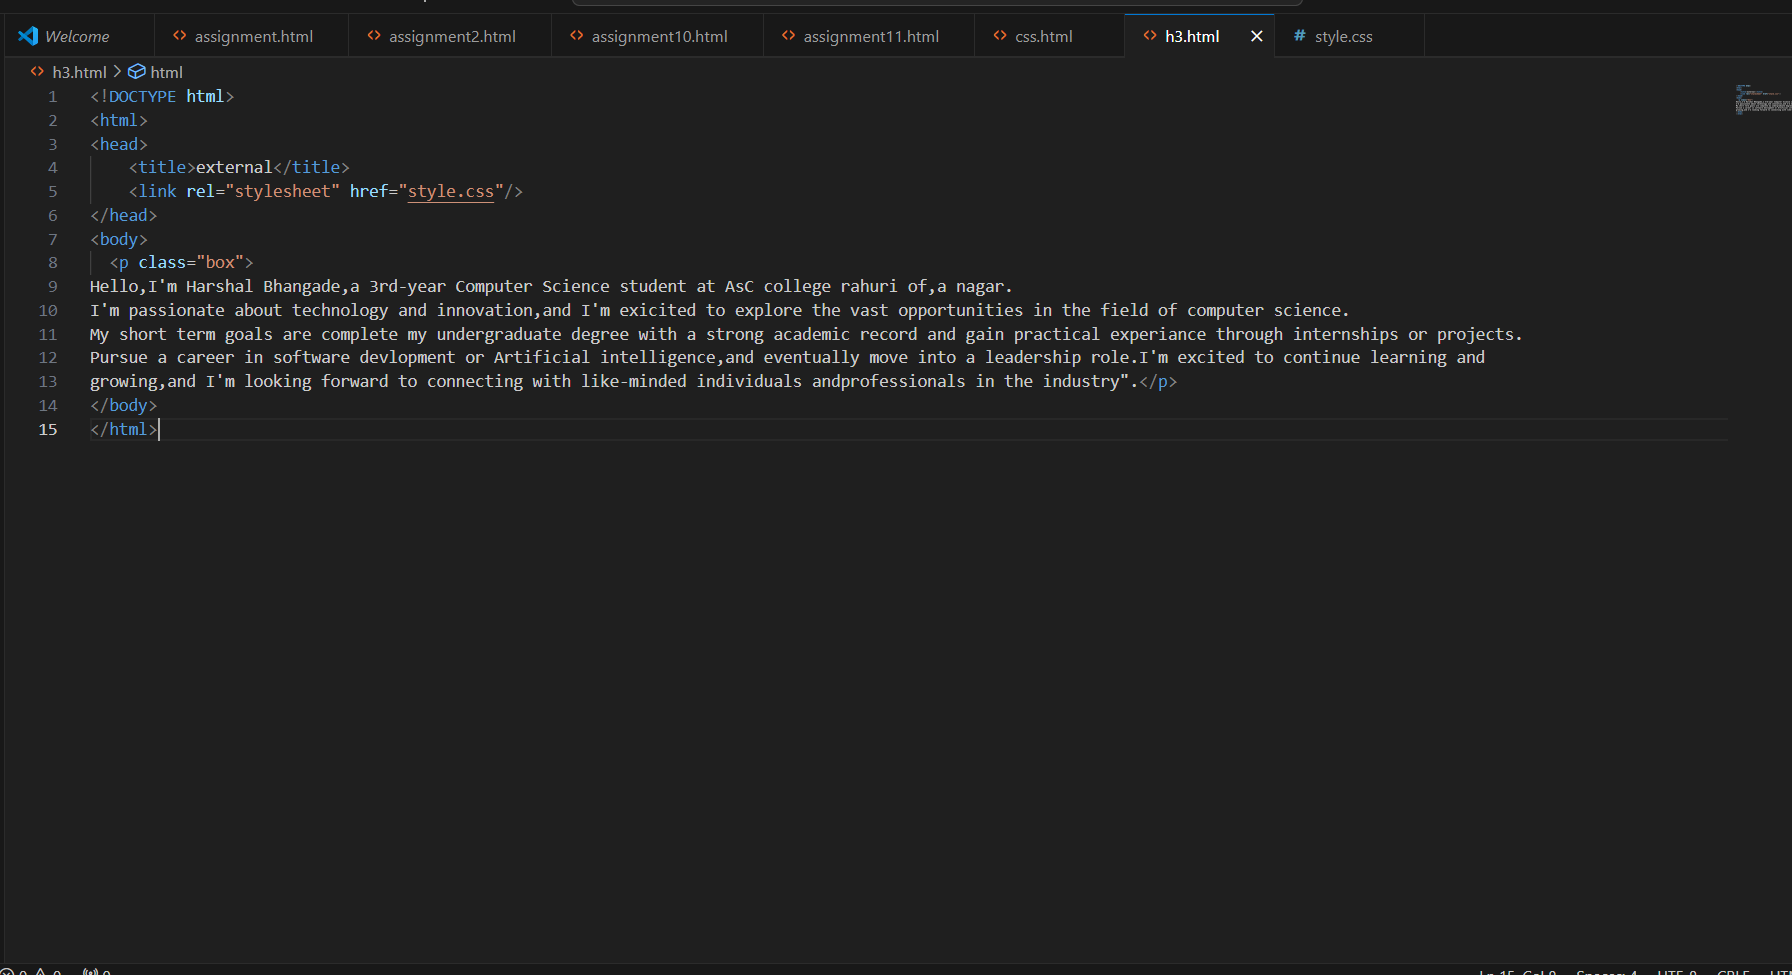 Welcome
assignment.html
assignment2.html
assignment10.html
assignment11.html
css.html
h3.html
style.css
h3.html > html
1 <!DOCTYPE html>
2 <html>
3 <head>
4 <title>external</title>
5 <link rel="stylesheet" href="style.css"/>
6 </head>
7 <body>
8 <p class="box">
9 Hello,I'm Harshal Bhangade,a 3rd-year Computer Science student at AsC college rahuri of,a nagar.
10 I'm passionate about technology and innovation,and I'm exicited to explore the vast opportunities in the field of computer science.
11 My short term goals are complete my undergraduate degree with a strong academic record and gain practical experiance through internships or projects.
12 Pursue a career in software devlopment or Artificial intelligence,and eventually move into a leadership role.I'm excited to continue learning and
13 growing,and I'm looking forward to connecting with like-minded individuals andprofessionals in the industry".</p>
14 </body>
15 </html>